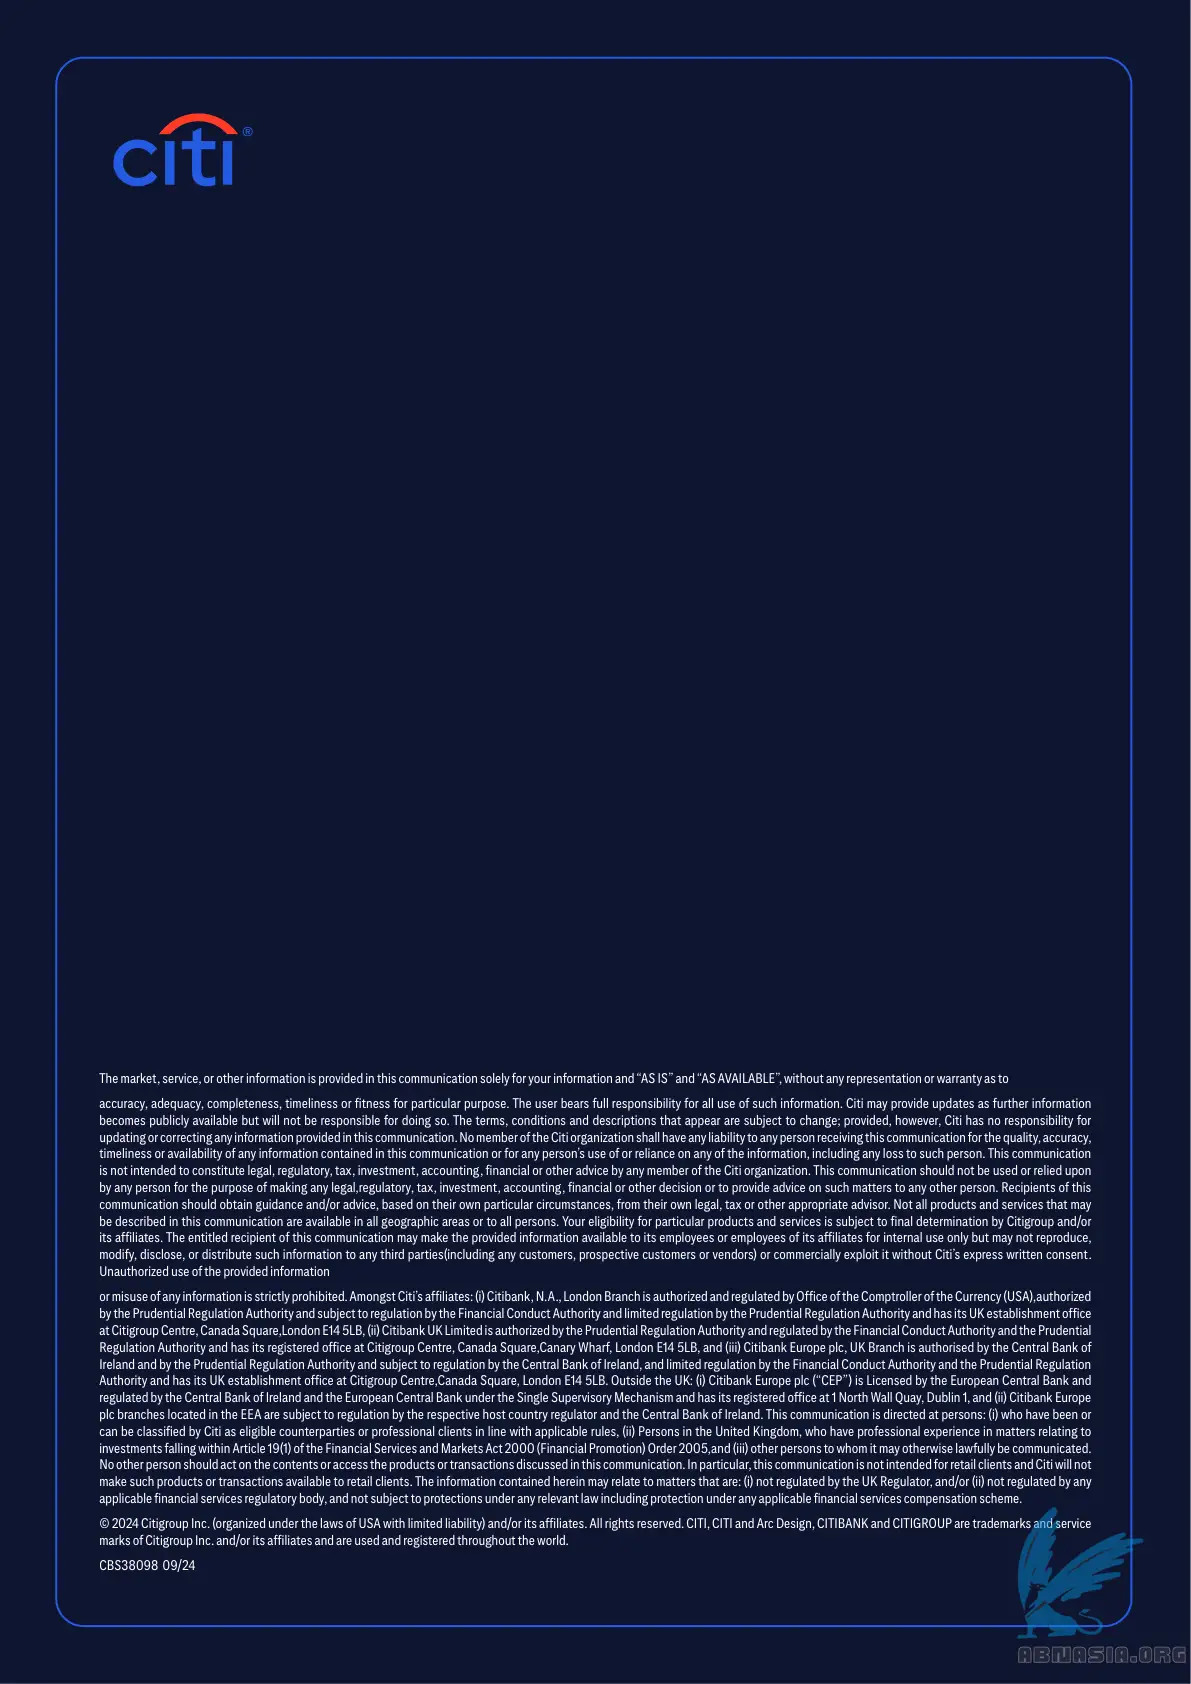 citi®
The market, service, or other information is provided in this communication solely for your information and “AS IS” and “AS AVAILABLE”, without any representation or warranty as to
accuracy, adequacy, completeness, timeliness or fitness for particular purpose. The user bears full responsibility for all use of such information. Citi may provide updates as further information
becomes publicly available but will not be responsible for doing so. The terms, conditions and descriptions that appear are subject to change; provided, however, Citi has no responsibility for
updating or correcting any information provided in this communication. No member of the Citi organization shall have any liability to any person receiving this communication for the quality, accuracy,
timeliness or availability of any information contained in this communication or for any person’s use of or reliance on any of the information, including any loss to such person. This communication
is not intended to constitute legal, regulatory, tax, investment, accounting, financial or other advice by any member of the Citi organization. This communication should not be used or relied upon
by any person for the purpose of making any legal,regulatory, tax, investment, accounting, financial or other decision or to provide advice on such matters to any other person. Recipients of this
communication should obtain guidance and/or advice, based on their own particular circumstances, from their own legal, tax or other appropriate advisor. Not all products and services that may
be described in this communication are available in all geographic areas or to all persons. Your eligibility for particular products and services is subject to final determination by Citigroup and/or
its affiliates. The entitled recipient of this communication may make the provided information available to its employees or employees of its affiliates for internal use only but may not reproduce,
modify, disclose, or distribute such information to any third parties(including any customers, prospective customers or vendors) or commercially exploit it without Citi’s express written consent.
Unauthorized use of the provided information
or misuse of any information is strictly prohibited. Amongst Citi’s affiliates: (i) Citibank, N.A., London Branch is authorized and regulated by Office of the Comptroller of the Currency (USA),authorized
by the Prudential Regulation Authority and subject to regulation by the Financial Conduct Authority and limited regulation by the Prudential Regulation Authority and has its UK establishment office
at Citigroup Centre, Canada Square,London E14 5LB, (ii) Citibank UK Limited is authorized by the Prudential Regulation Authority and regulated by the Financial Conduct Authority and the Prudential
Regulation Authority and has its registered office at Citigroup Centre, Canada Square,Canary Wharf, London E14 5LB, and (iii) Citibank Europe plc, UK Branch is authorised by the Central Bank of
Ireland and by the Prudential Regulation Authority and subject to regulation by the Central Bank of Ireland, and limited regulation by the Financial Conduct Authority and the Prudential Regulation
Authority and has its UK establishment office at Citigroup Centre,Canada Square, London E14 5LB. Outside the UK: (i) Citibank Europe plc (“CEP”) is Licensed by the European Central Bank and
regulated by the Central Bank of Ireland and the European Central Bank under the Single Supervisory Mechanism and has its registered office at 1 North Wall Quay, Dublin 1, and (ii) Citibank Europe
plc branches located in the EEA are subject to regulation by the respective host country regulator and the Central Bank of Ireland. This communication is directed at persons: (i) who have been or
can be classified by Citi as eligible counterparties or professional clients in line with applicable rules, (ii) Persons in the United Kingdom, who have professional experience in matters relating to
investments falling within Article 19(1) of the Financial Services and Markets Act 2000 (Financial Promotion) Order 2005,and (iii) other persons to whom it may otherwise lawfully be communicated.
No other person should act on the contents or access the products or transactions discussed in this communication. In particular, this communication is not intended for retail clients and Citi will not
make such products or transactions available to retail clients. The information contained herein may relate to matters that are: (i) not regulated by the UK Regulator, and/or (ii) not regulated by any
applicable financial services regulatory body, and not subject to protections under any relevant law including protection under any applicable financial services compensation scheme.
© 2024 Citigroup Inc. (organized under the laws of USA with limited liability) and/or its affiliates. All rights reserved. CITI, CITI and Arc Design, CITIBANK and CITIGROUP are trademarks and service
marks of Citigroup Inc. and/or its affiliates and are used and registered throughout the world.
CBS38098 09/24
ABNASIA.ORG